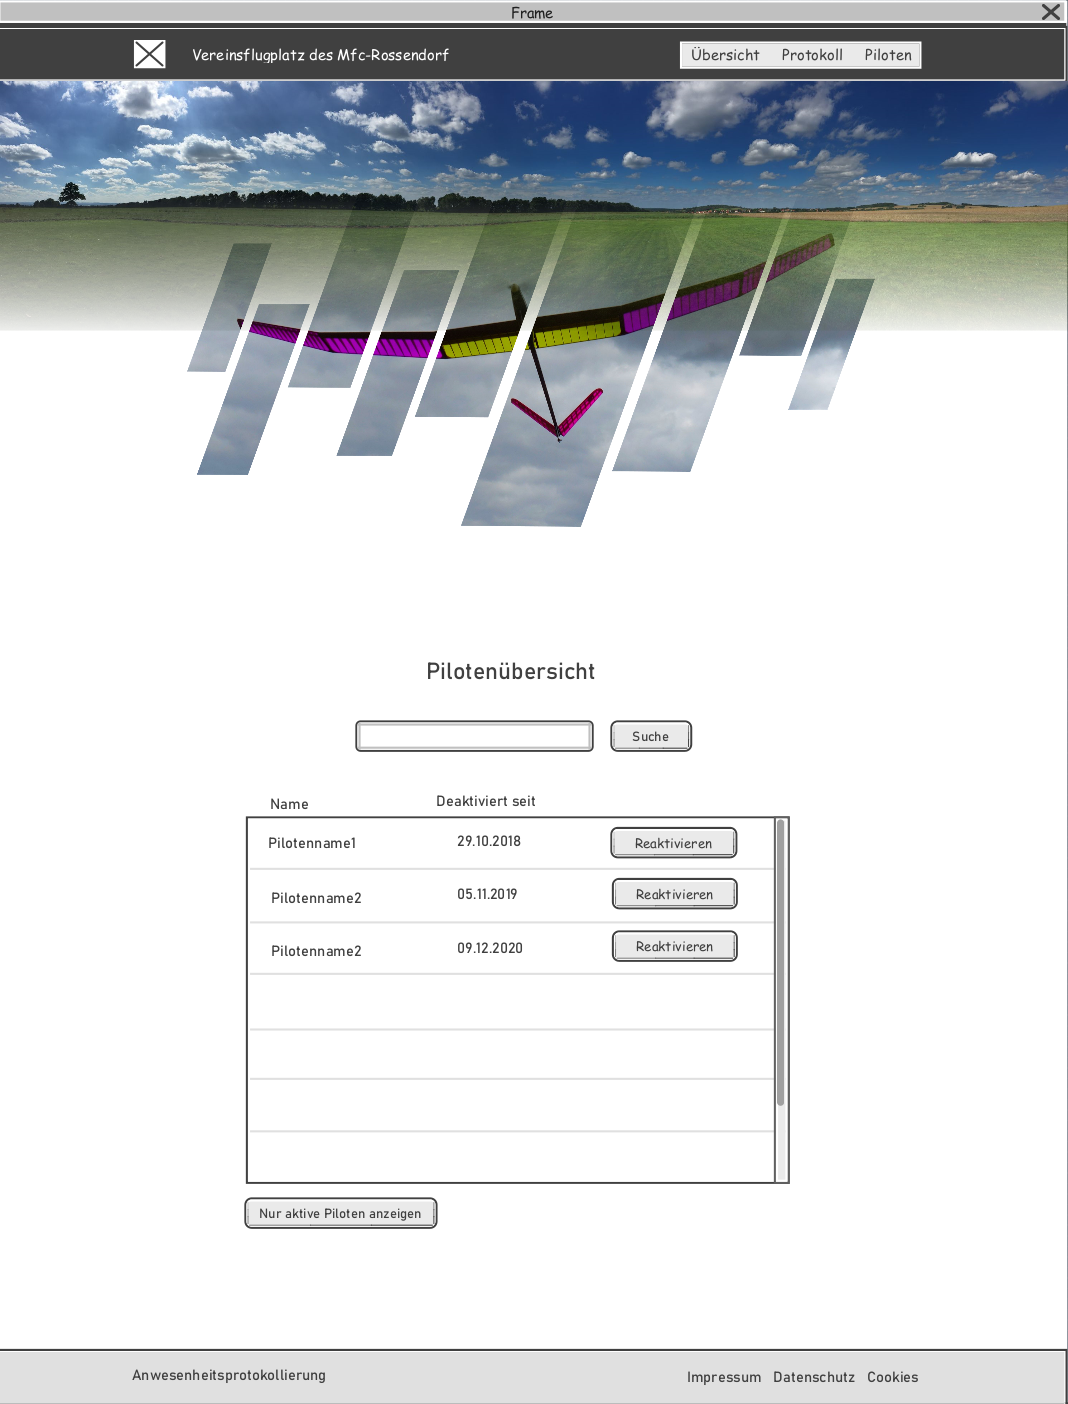 Frame
Vereinsflugplatz des Mfc-Rossendorf
Übersicht Protokoll Piloten
Pilotenübersicht
Suche
Name Deaktiviert seit
Pilotenname1 29.10.2018 Reaktivieren
Pilotenname2 05.11.2019 Reaktivieren
Pilotenname2 09.12.2020 Reaktivieren
Nur aktive Piloten anzeigen
Anwesenheitsprotokollierung Impressum Datenschutz Cookies